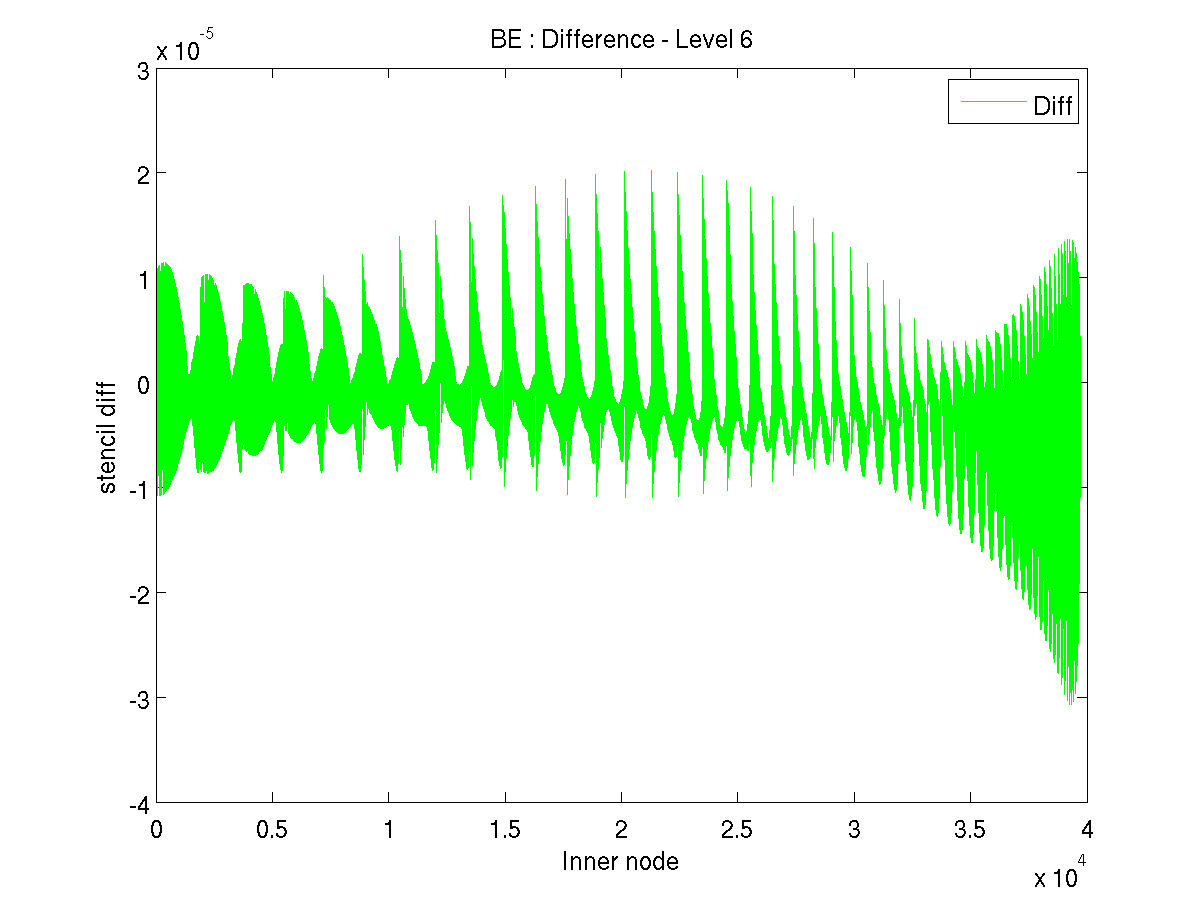 BE : Difference - Level 6
x 10^-5
3
2
1
0
-1
-2
-3
-4
stencil diff
Diff
0 0.5 1 1.5 2 2.5 3 3.5 4
Inner node
x 10^4